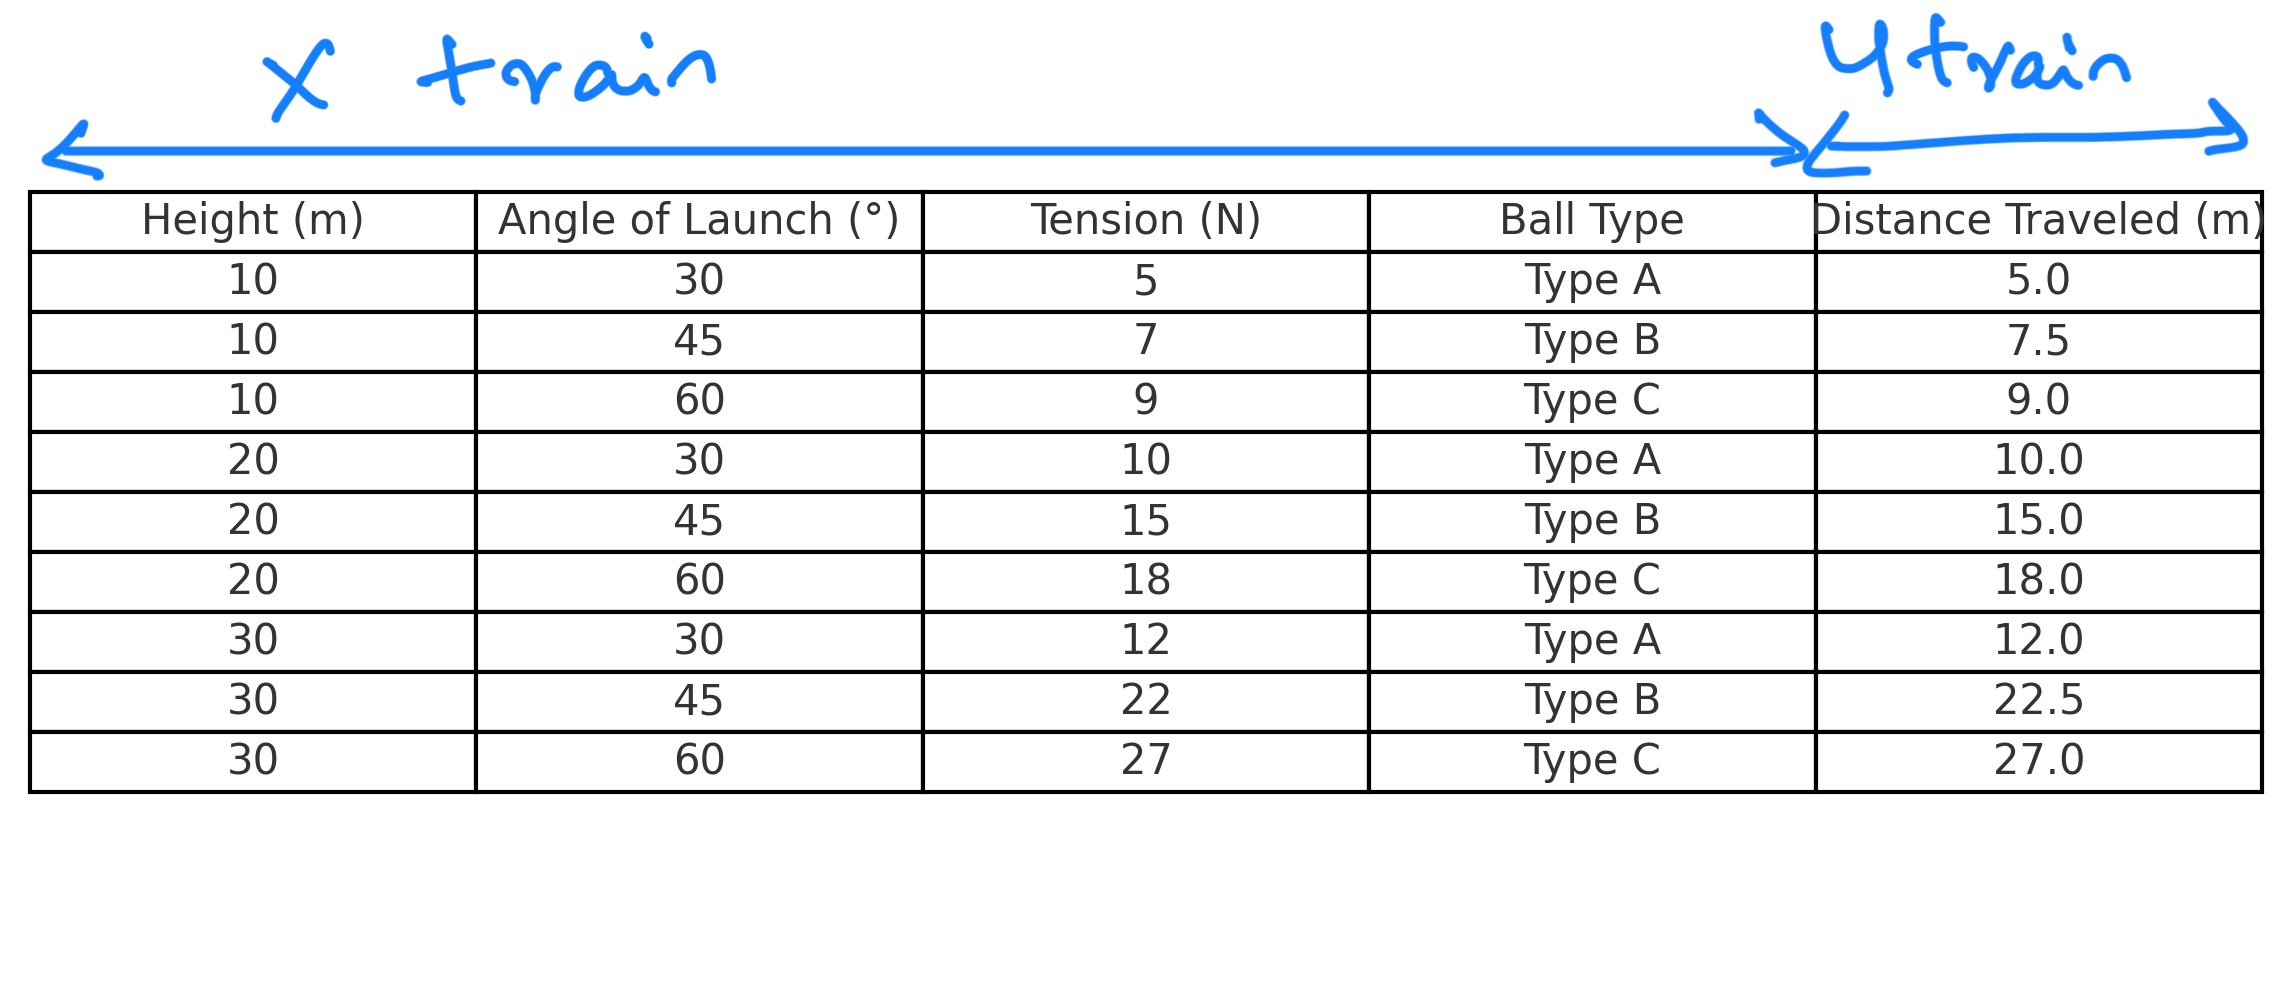 x train y train
Height (m) Angle of Launch (°) Tension (N) Ball Type Distance Traveled (m)
10 30 5 Type A 5.0
10 45 7 Type B 7.5
10 60 9 Type C 9.0
20 30 10 Type A 10.0
20 45 15 Type B 15.0
20 60 18 Type C 18.0
30 30 12 Type A 12.0
30 45 22 Type B 22.5
30 60 27 Type C 27.0